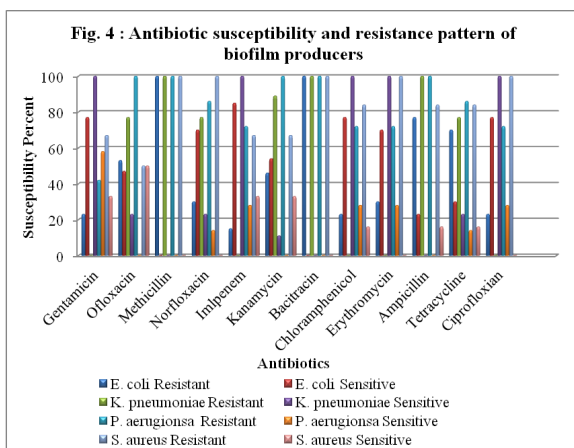 Fig. 4 : Antibiotic susceptibility and resistance pattern of
biofilm producers
100
80
60
40
20
0
Susceptibility Percent
Gentamicin
Ofloxacin
Methicillin
Norfloxacin
Imlpenem
Kanamycin
Bacitracin
Chloramphenicol
Erythromycin
Ampicillin
Tetracycline
Ciprofloxian
Antibiotics
E. coli Resistant
E. coli Sensitive
K. pneumoniae Resistant
K. pneumoniae Sensitive
P. aerugionsa Resistant
P. aerugionsa Sensitive
S. aureus Resistant
S. aureus Sensitive